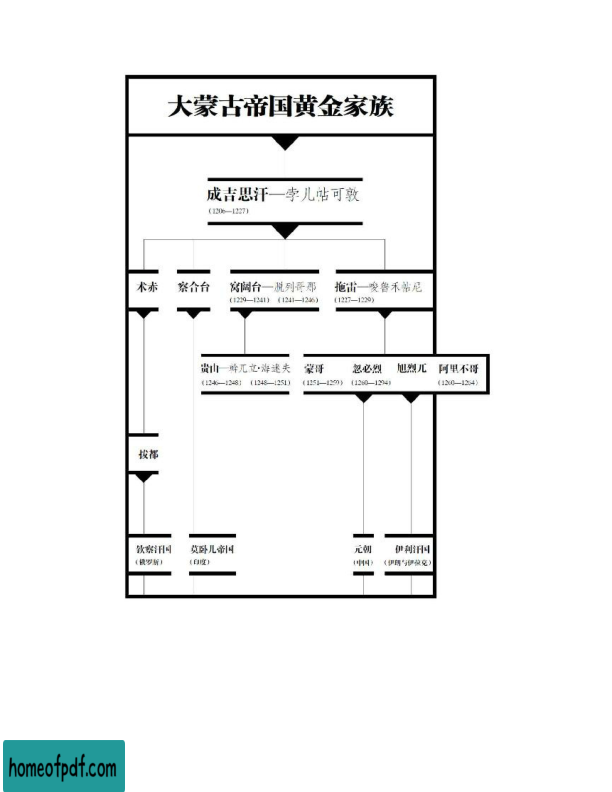 大蒙古帝国黄金家族
成吉思汗—孛儿帖可敦
(1206—1227)
术赤 察合台 窝阔台—脱列哥那 拖雷—唆鲁禾帖尼
(1229—1241) (1241—1246) (1227—1229)
贵由—斡兀立·海迷失 蒙哥 忽必烈 旭烈兀 阿里不哥
(1246—1248) (1248—1251) (1251—1259) (1260—1294) (1260—1264)
拔都
钦察汗国 莫卧儿帝国 元朝 伊利汗国
(俄罗斯) (印度) (中国) (伊朗与伊拉克)
homeofpdf.com